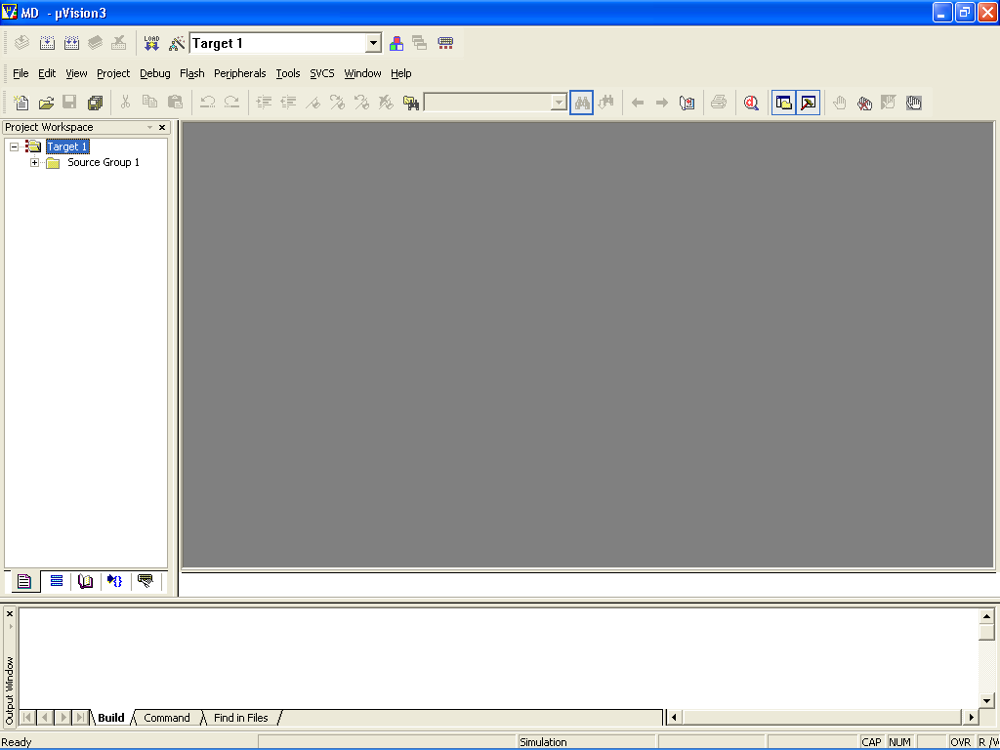 MD - µVision3
LOAD
Target 1
File Edit View Project Debug Flash Peripherals Tools SVCS Window Help
Project Workspace
Target 1
Source Group 1
Output Window
Build Command Find in Files
Ready Simulation CAP NUM OVR R /W